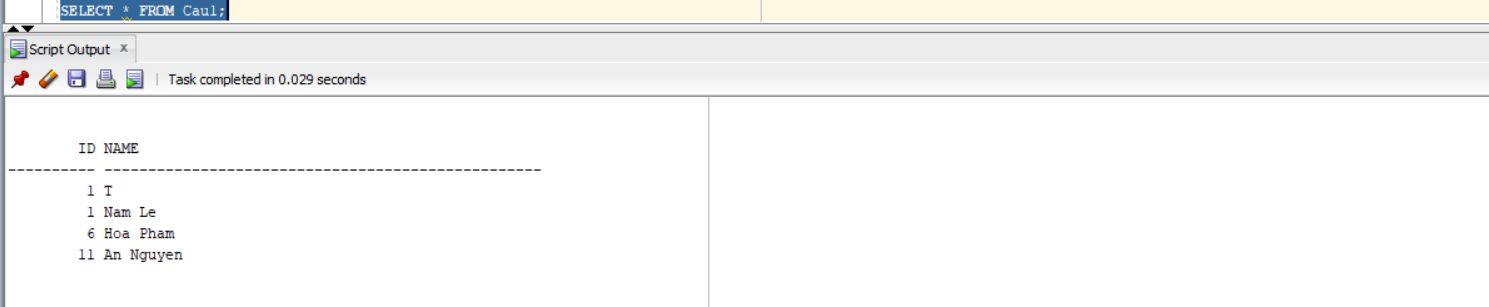 SELECT * FROM Cau1;
Script Output x
Task completed in 0.029 seconds
ID NAME
---------- --------------------------------------------------
1 T
1 Nam Le
6 Hoa Pham
11 An Nguyen